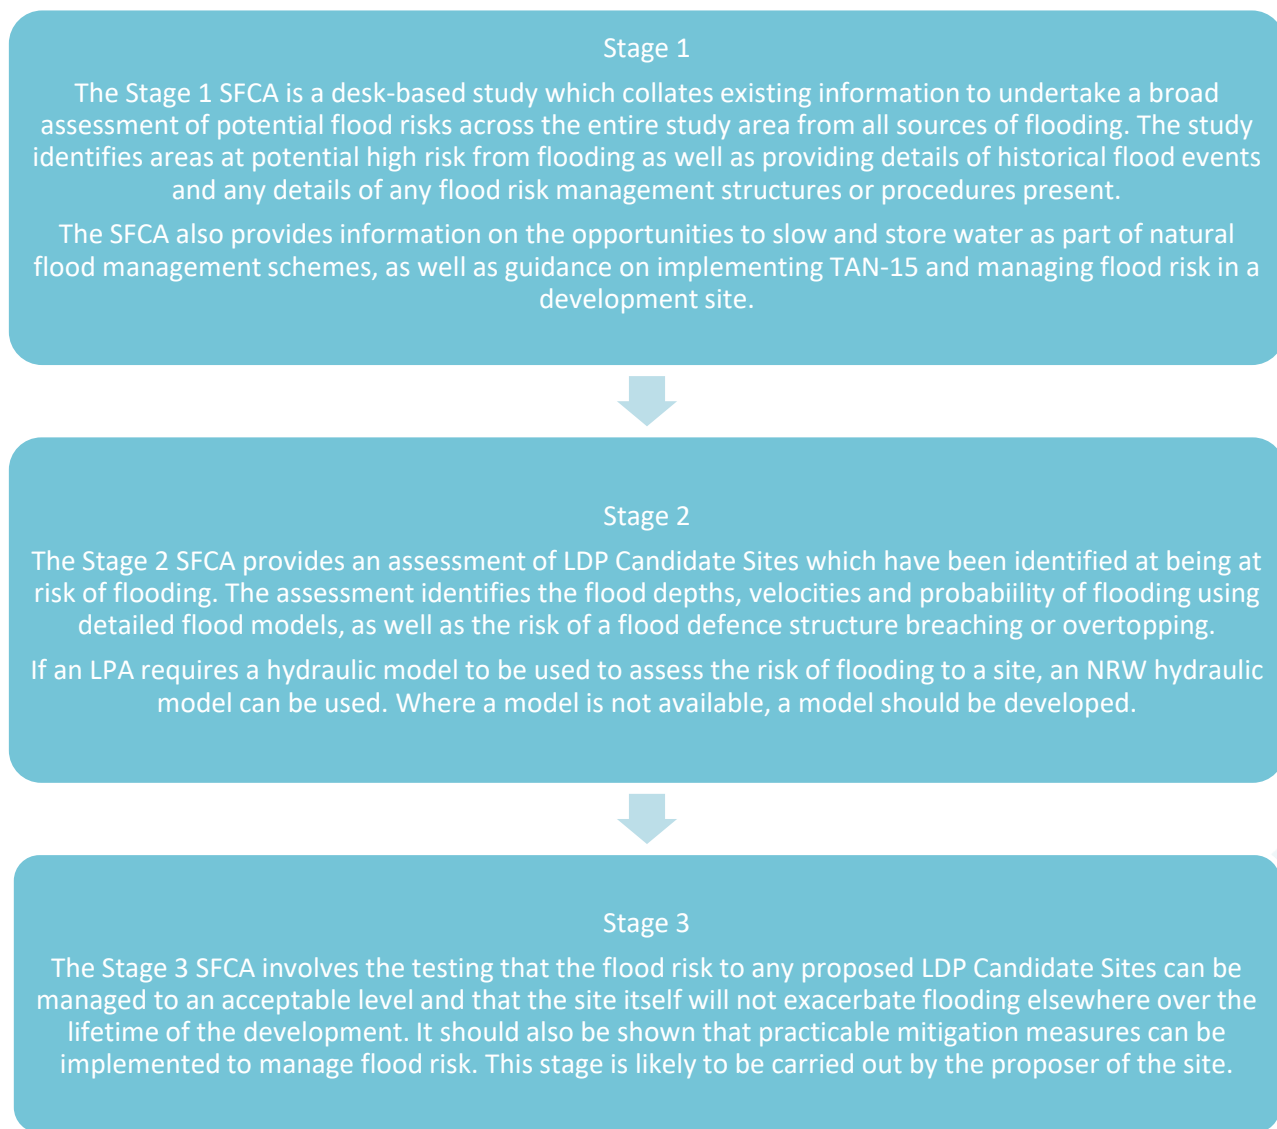 Stage 1
The Stage 1 SFCA is a desk-based study which collates existing information to undertake a broad
assessment of potential flood risks across the entire study area from all sources of flooding. The study
identifies areas at potential high risk from flooding as well as providing details of historical flood events
and any details of any flood risk management structures or procedures present.
The SFCA also provides information on the opportunities to slow and store water as part of natural
flood management schemes, as well as guidance on implementing TAN-15 and managing flood risk in a
development site.
Stage 2
The Stage 2 SFCA provides an assessment of LDP Candidate Sites which have been identified at being at
risk of flooding. The assessment identifies the flood depths, velocities and probabiility of flooding using
detailed flood models, as well as the risk of a flood defence structure breaching or overtopping.
If an LPA requires a hydraulic model to be used to assess the risk of flooding to a site, an NRW hydraulic
model can be used. Where a model is not available, a model should be developed.
Stage 3
The Stage 3 SFCA involves the testing that the flood risk to any proposed LDP Candidate Sites can be
managed to an acceptable level and that the site itself will not exacerbate flooding elsewhere over the
lifetime of the development. It should also be shown that practicable mitigation measures can be
implemented to manage flood risk. This stage is likely to be carried out by the proposer of the site.